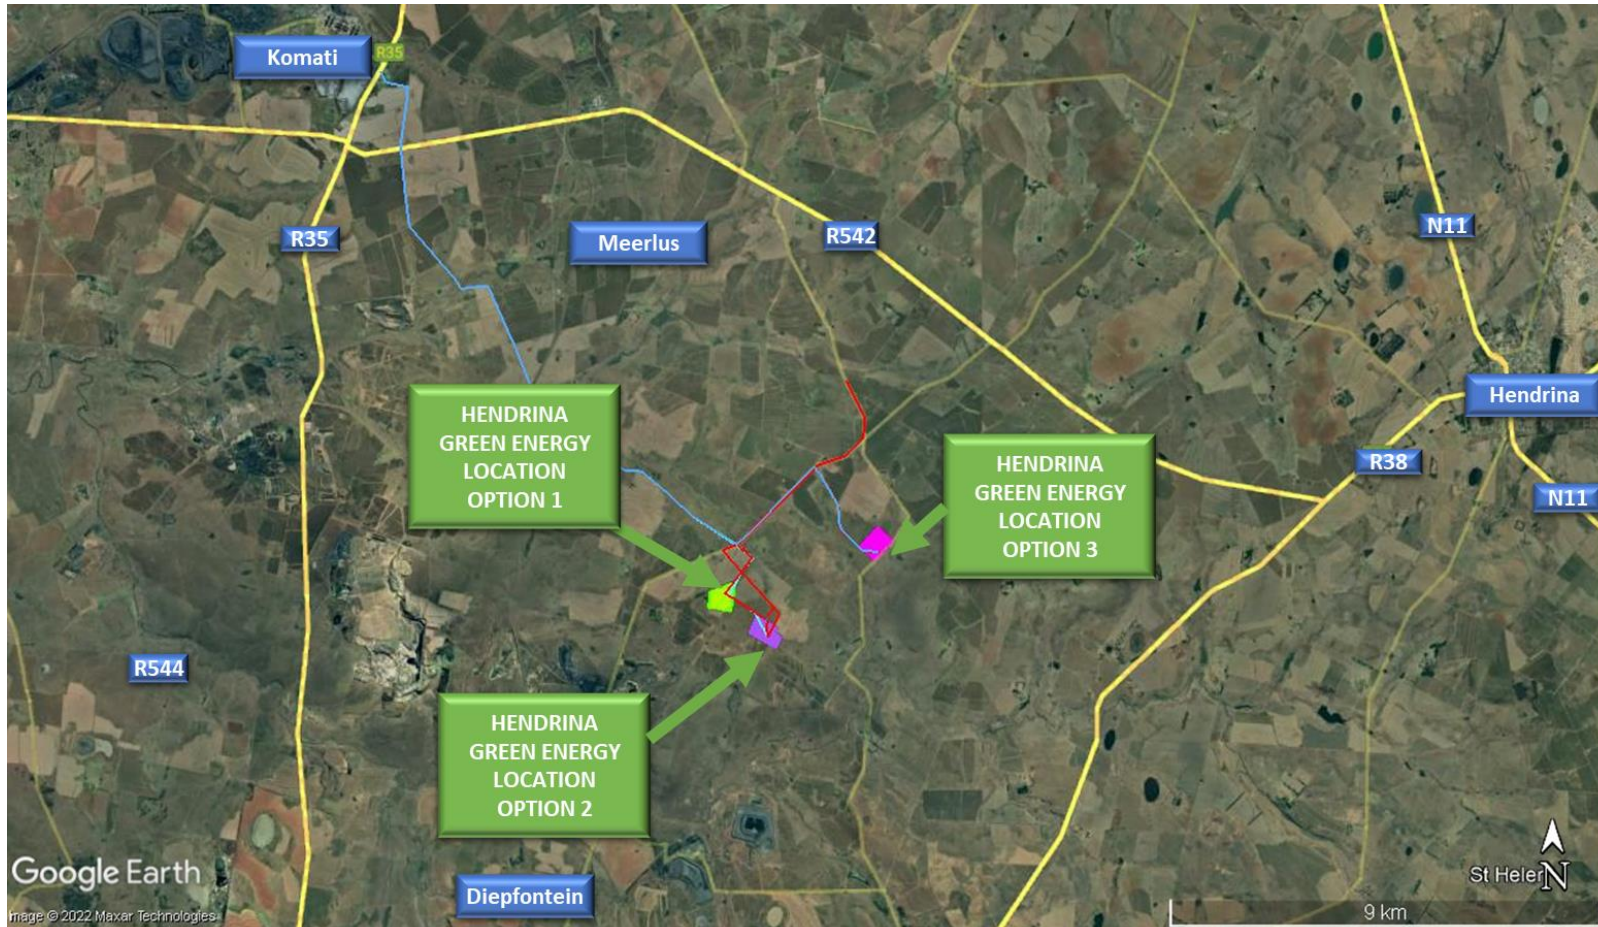 Komati
R35
R35
Meerlus
R542
N11
HENDRINA
GREEN ENERGY
LOCATION
OPTION 1
Hendrina
HENDRINA
GREEN ENERGY
LOCATION
OPTION 3
R38
N11
R544
HENDRINA
GREEN ENERGY
LOCATION
OPTION 2
Google Earth
Diepfontein
St Heler
N
9 km
Image © 2022 Maxar Technologies